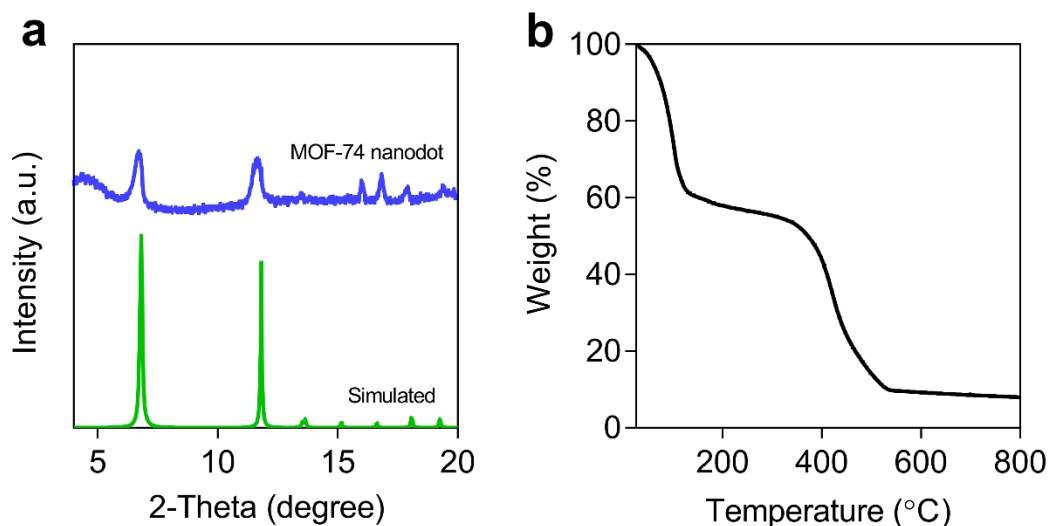 a
Intensity (a.u.)
MOF-74 nanodot
Simulated
5 10 15 20
2-Theta (degree)
b
Weight (%)
100
80
60
40
20
0
200 400 600 800
Temperature (°C)